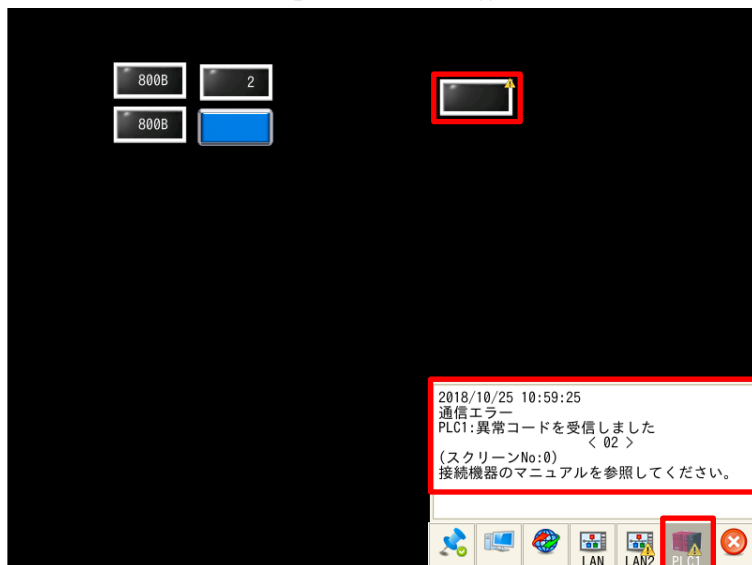 800B 2
800B
2018/10/25 10:59:25
通信エラー
PLC1:異常コードを受信しました
< 02 >
(スクリーンNo:0)
接続機器のマニュアルを参照してください。
LAN LAN2 PLC1